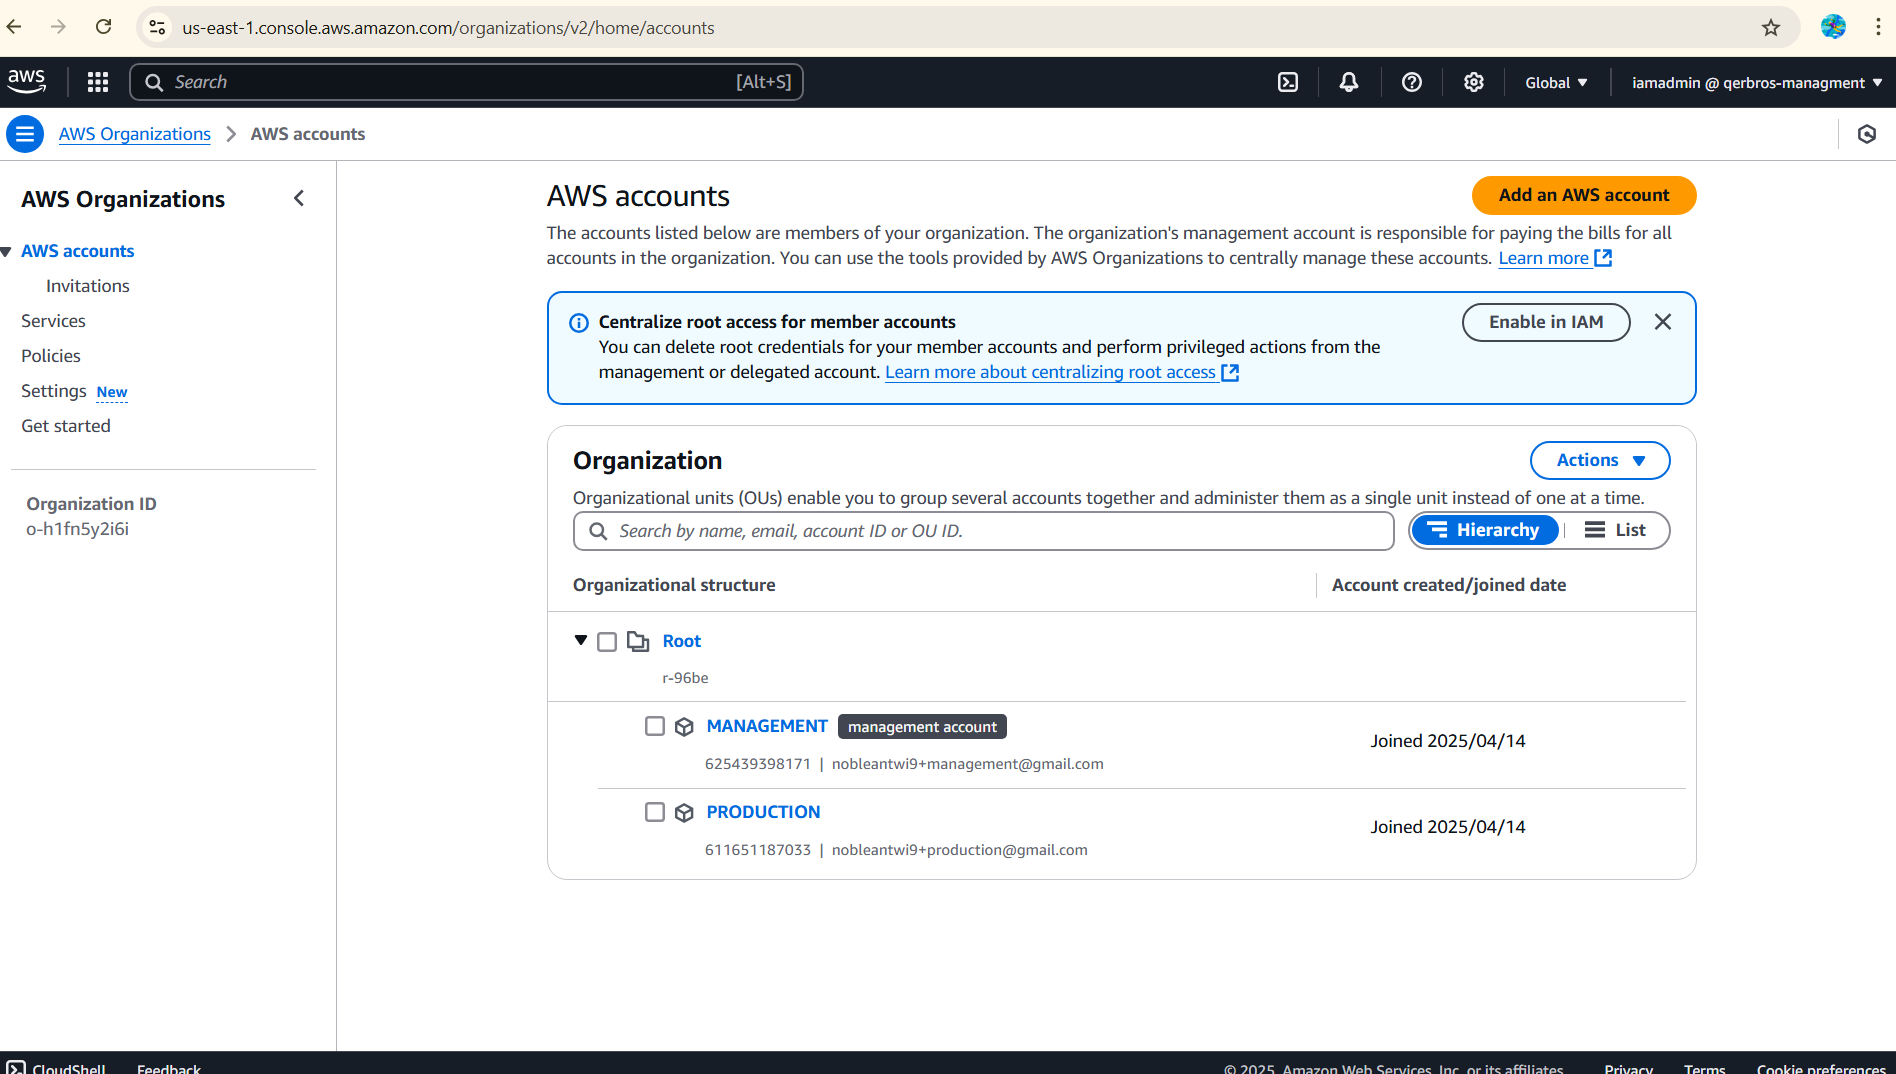 us-east-1.console.aws.amazon.com/organizations/v2/home/accounts
aws
Search [Alt+S]
Global
iamadmin @ qerbros-managment
AWS Organizations
AWS accounts
AWS Organizations
AWS accounts
Invitations
Services
Policies
Settings New
Get started
Organization ID
o-h1fn5y2i6i
AWS accounts
Add an AWS account
The accounts listed below are members of your organization. The organization's management account is responsible for paying the bills for all
accounts in the organization. You can use the tools provided by AWS Organizations to centrally manage these accounts. Learn more
Centralize root access for member accounts
Enable in IAM
You can delete root credentials for your member accounts and perform privileged actions from the
management or delegated account. Learn more about centralizing root access
Organization
Actions
Organizational units (OUs) enable you to group several accounts together and administer them as a single unit instead of one at a time.
Search by name, email, account ID or OU ID.
Hierarchy
List
Organizational structure
Account created/joined date
Root
r-96be
MANAGEMENT management account
Joined 2025/04/14
625439398171 | nobleantwi9+management@gmail.com
PRODUCTION
Joined 2025/04/14
611651187033 | nobleantwi9+production@gmail.com
CloudShell
Feedback
© 2025, Amazon Web Services, Inc. or its affiliates.
Privacy
Terms
Cookie preferences